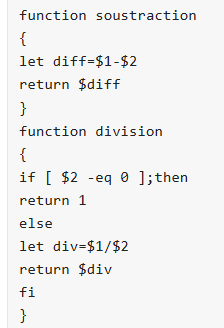 function soustraction
{
let diff=$1-$2
return $diff
}
function division
{
if [ $2 -eq 0 ];then
return 1
else
let div=$1/$2
return $div
fi
}